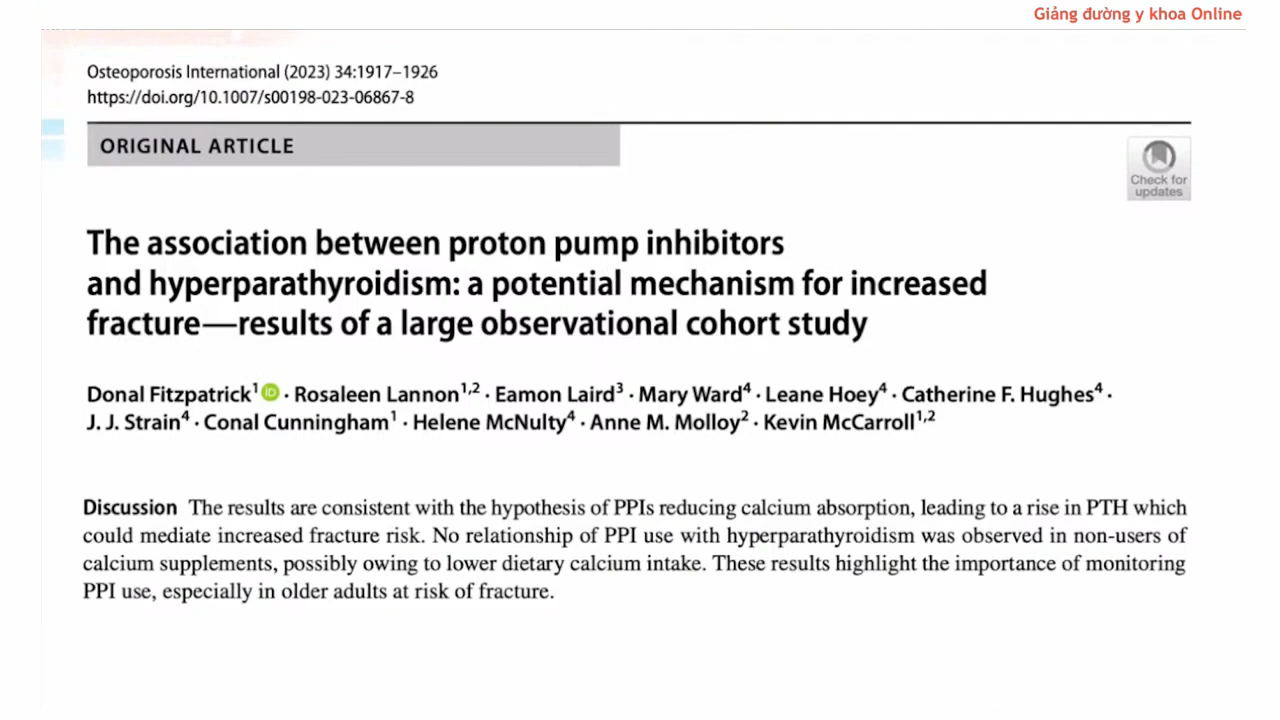 Giảng đường y khoa Online
Osteoporosis International (2023) 34:1917–1926
https://doi.org/10.1007/s00198-023-06867-8
ORIGINAL ARTICLE
Check for
updates
The association between proton pump inhibitors
and hyperparathyroidism: a potential mechanism for increased
fracture—results of a large observational cohort study
Donal Fitzpatrick¹ iD · Rosaleen Lannon¹,² · Eamon Laird³ · Mary Ward⁴ · Leane Hoey⁴ · Catherine F. Hughes⁴ ·
J. J. Strain⁴ · Conal Cunningham¹ · Helene McNulty⁴ · Anne M. Molloy² · Kevin McCarroll¹,²
Discussion The results are consistent with the hypothesis of PPIs reducing calcium absorption, leading to a rise in PTH which
could mediate increased fracture risk. No relationship of PPI use with hyperparathyroidism was observed in non-users of
calcium supplements, possibly owing to lower dietary calcium intake. These results highlight the importance of monitoring
PPI use, especially in older adults at risk of fracture.